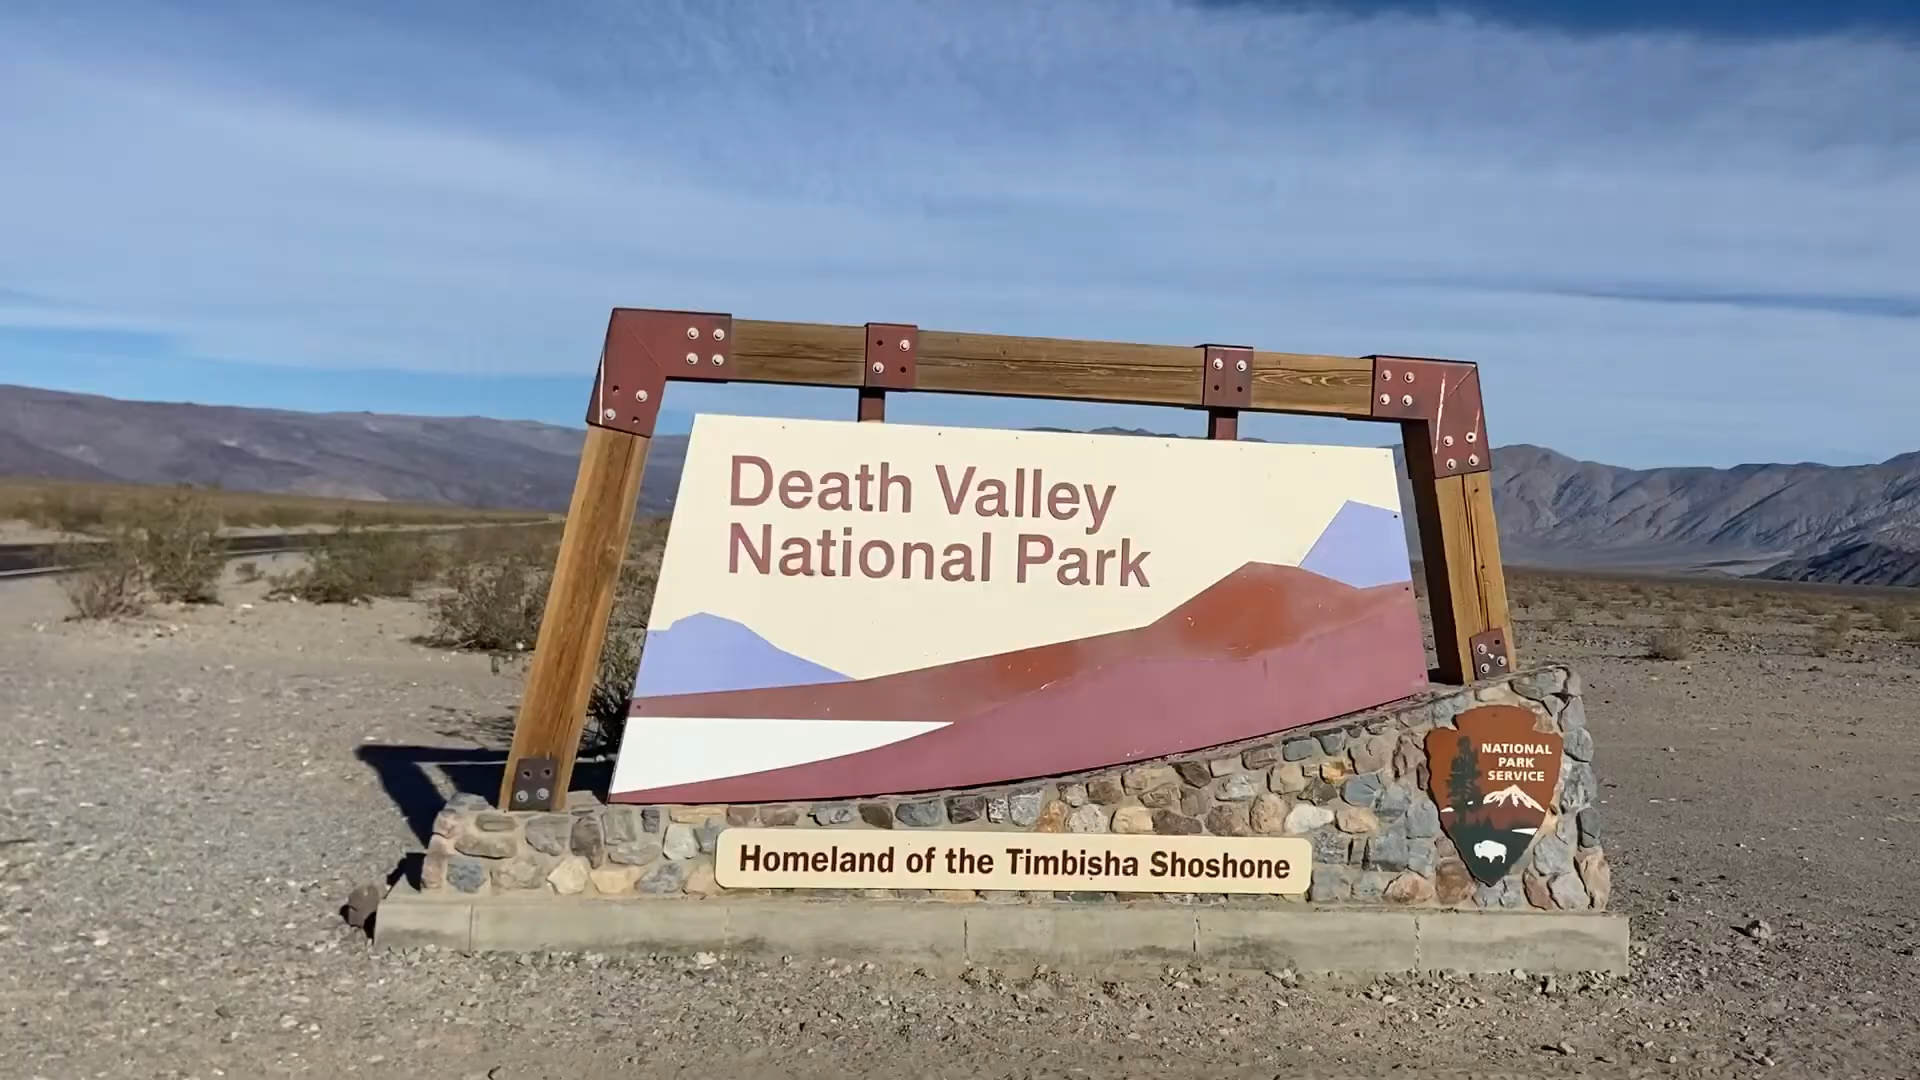 Death Valley
National Park
NATIONAL
PARK
SERVICE
Homeland of the Timbisha Shoshone